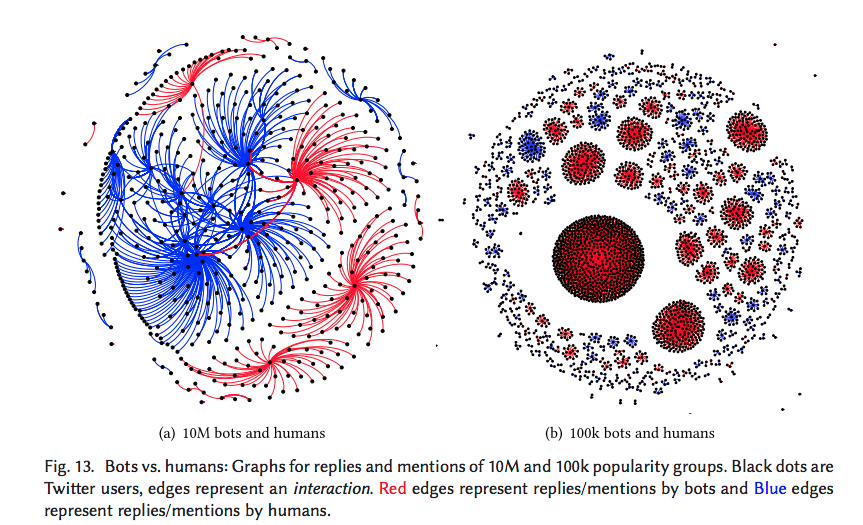 (a) 10M bots and humans
(b) 100k bots and humans
Fig. 13. Bots vs. humans: Graphs for replies and mentions of 10M and 100k popularity groups. Black dots are
Twitter users, edges represent an interaction. Red edges represent replies/mentions by bots and Blue edges
represent replies/mentions by humans.